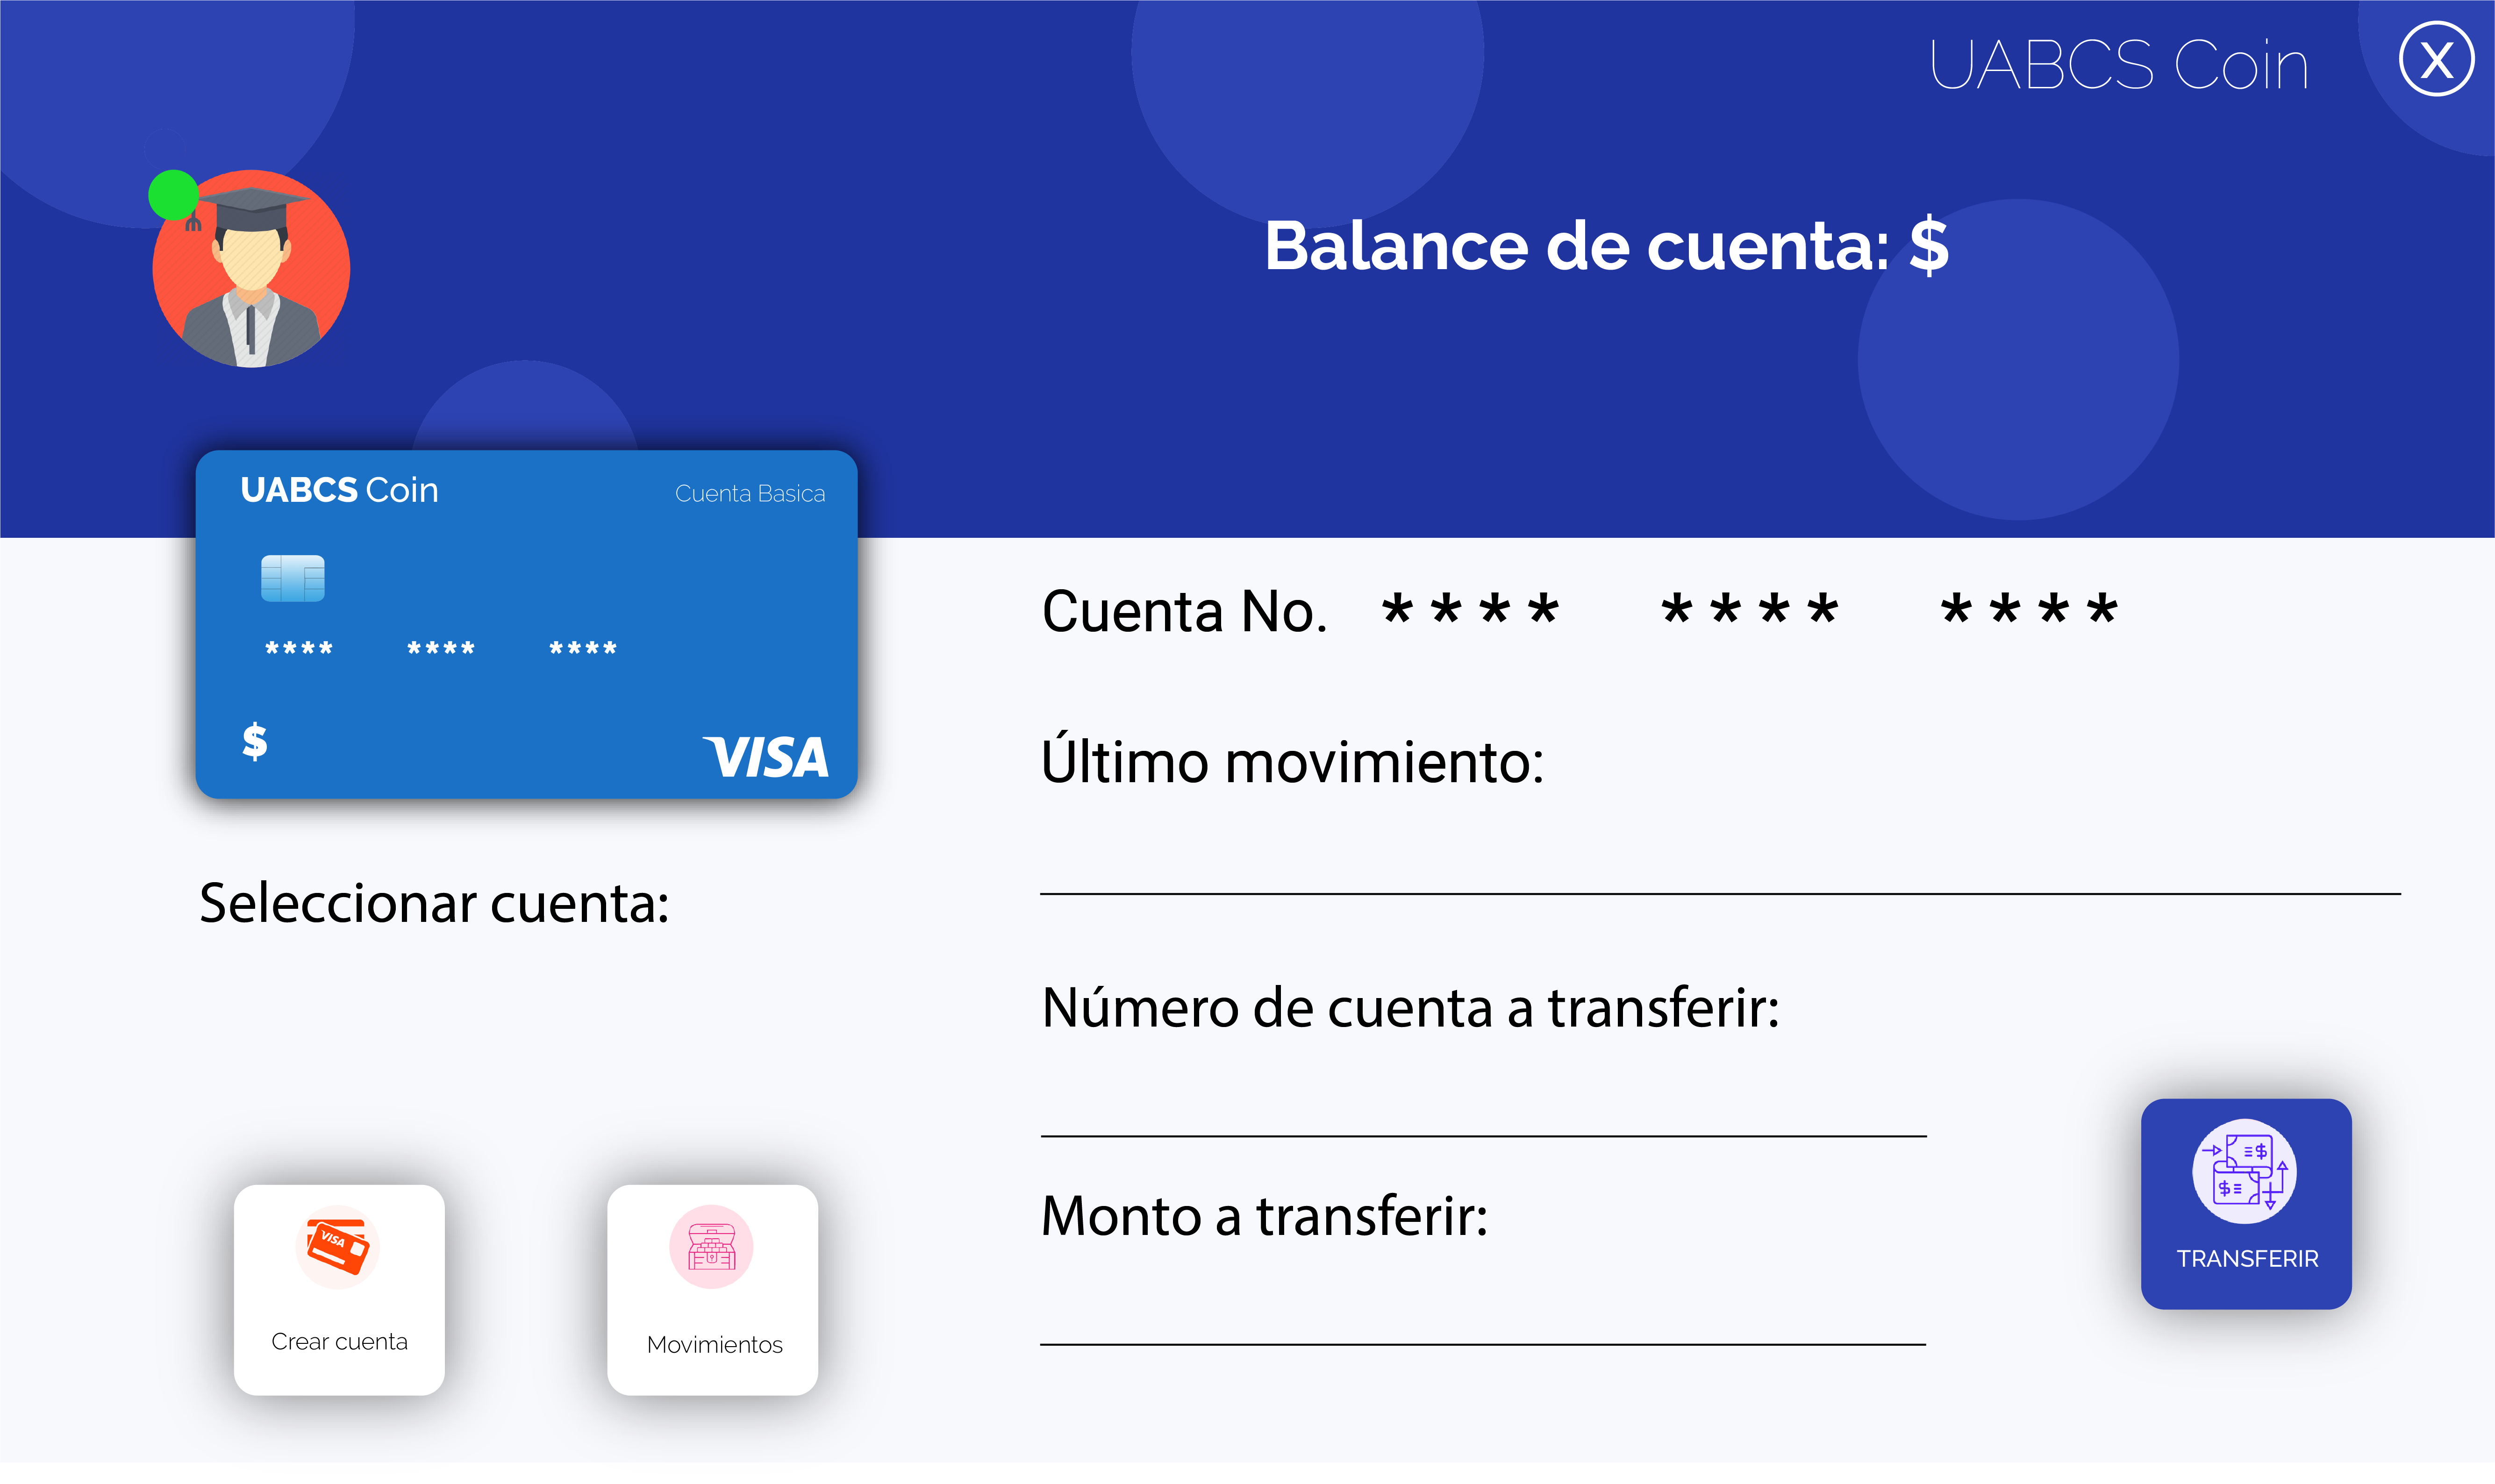 UABCS Coin
X
Balance de cuenta: $
UABCS Coin
Cuenta Basica
**** **** ****
$
VISA
Cuenta No. **** **** ****
Último movimiento:
Seleccionar cuenta:
Número de cuenta a transferir:
Monto a transferir:
$
$
TRANSFERIR
VISA
Crear cuenta
Movimientos